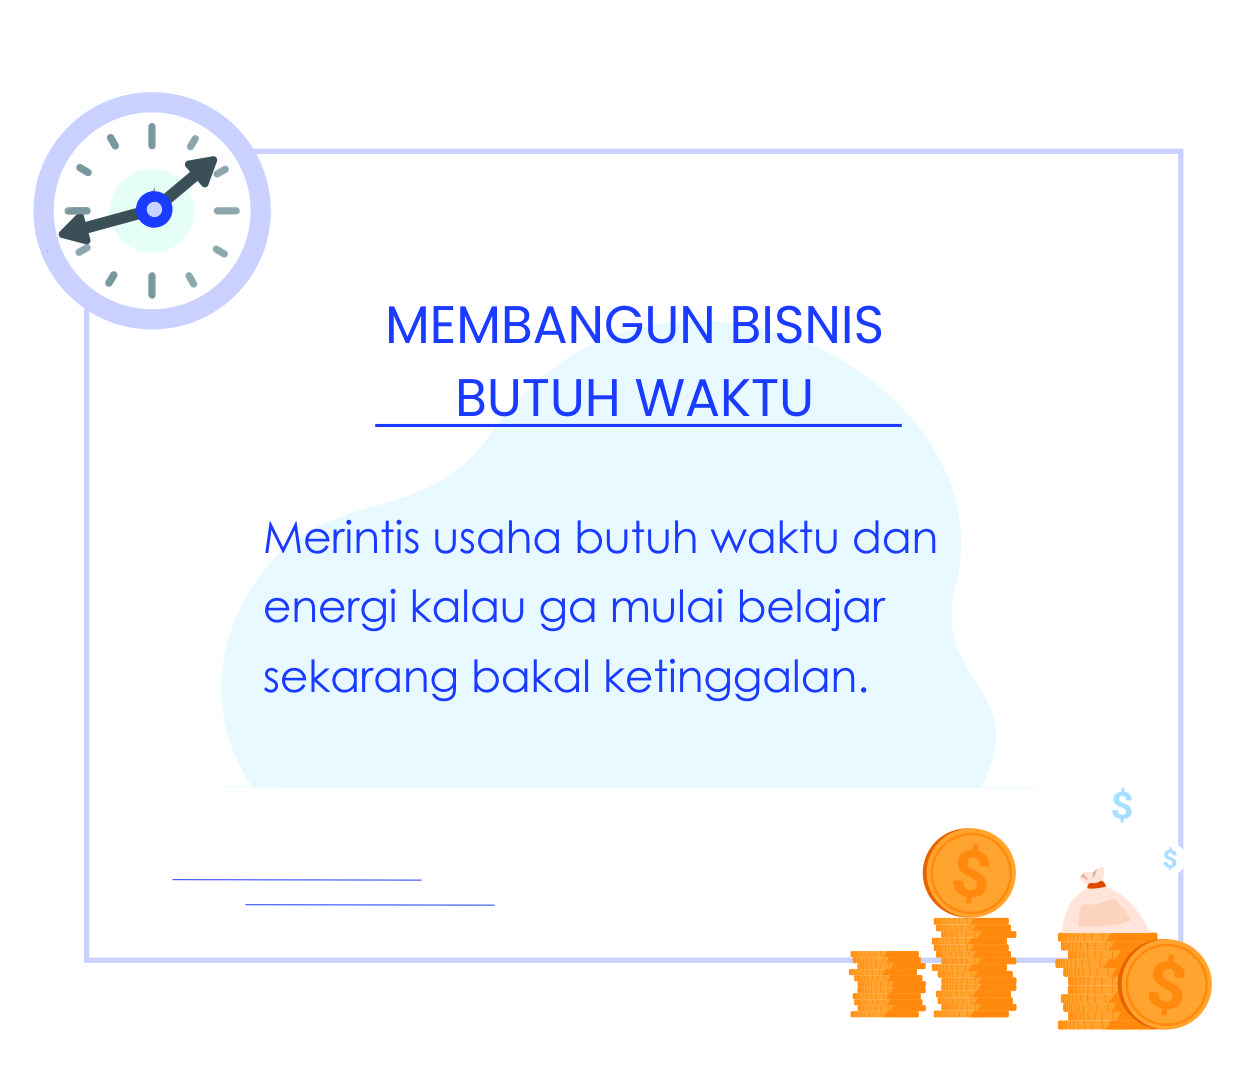 MEMBANGUN BISNIS
BUTUH WAKTU
Merintis usaha butuh waktu dan
energi kalau ga mulai belajar
sekarang bakal ketinggalan.
$
$
$
$